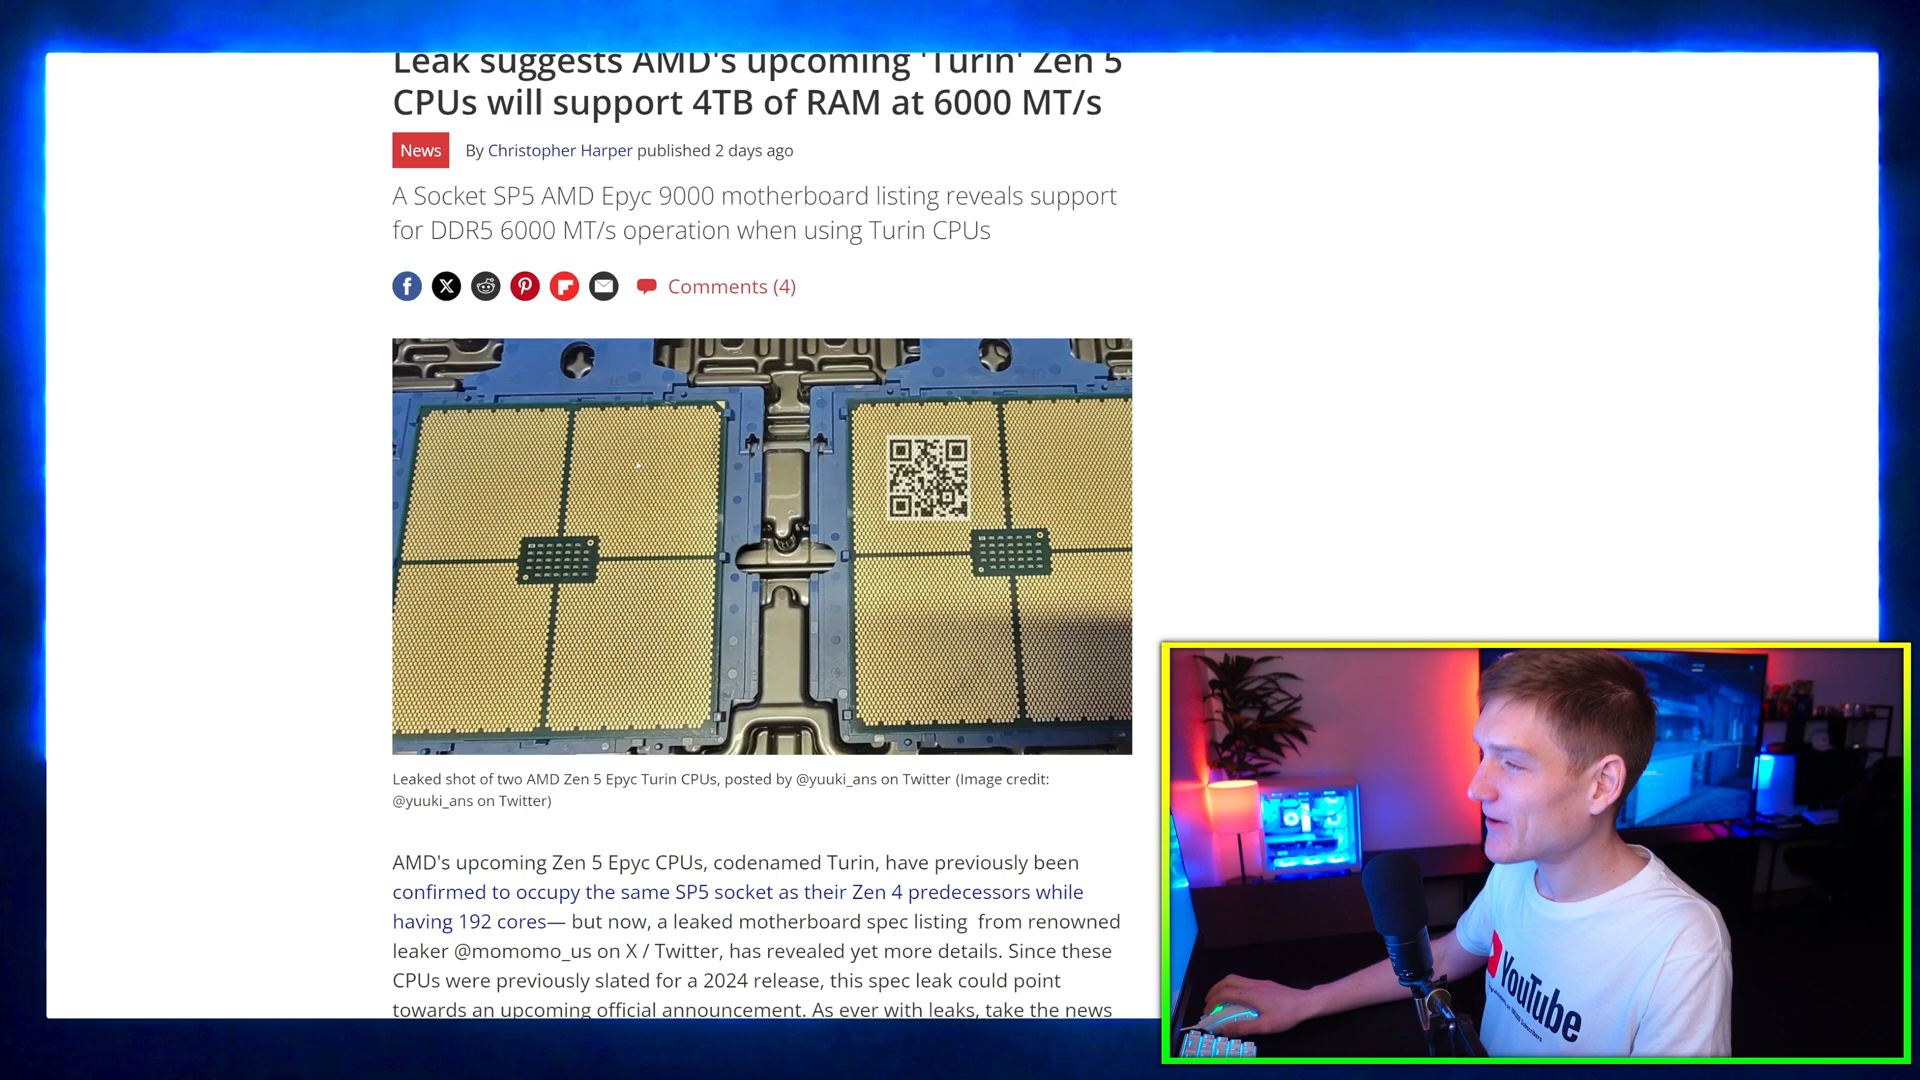 Leak suggests AMD's upcoming 'Turin' Zen 5
CPUs will support 4TB of RAM at 6000 MT/s
News By Christopher Harper published 2 days ago
A Socket SP5 AMD Epyc 9000 motherboard listing reveals support
for DDR5 6000 MT/s operation when using Turin CPUs
Comments (4)
Leaked shot of two AMD Zen 5 Epyc Turin CPUs, posted by @yuuki_ans on Twitter (Image credit:
@yuuki_ans on Twitter)
AMD's upcoming Zen 5 Epyc CPUs, codenamed Turin, have previously been
confirmed to occupy the same SP5 socket as their Zen 4 predecessors while
having 192 cores— but now, a leaked motherboard spec listing from renowned
leaker @momomo_us on X / Twitter, has revealed yet more details. Since these
CPUs were previously slated for a 2024 release, this spec leak could point
towards an upcoming official announcement. As ever with leaks, take the news
YouTube